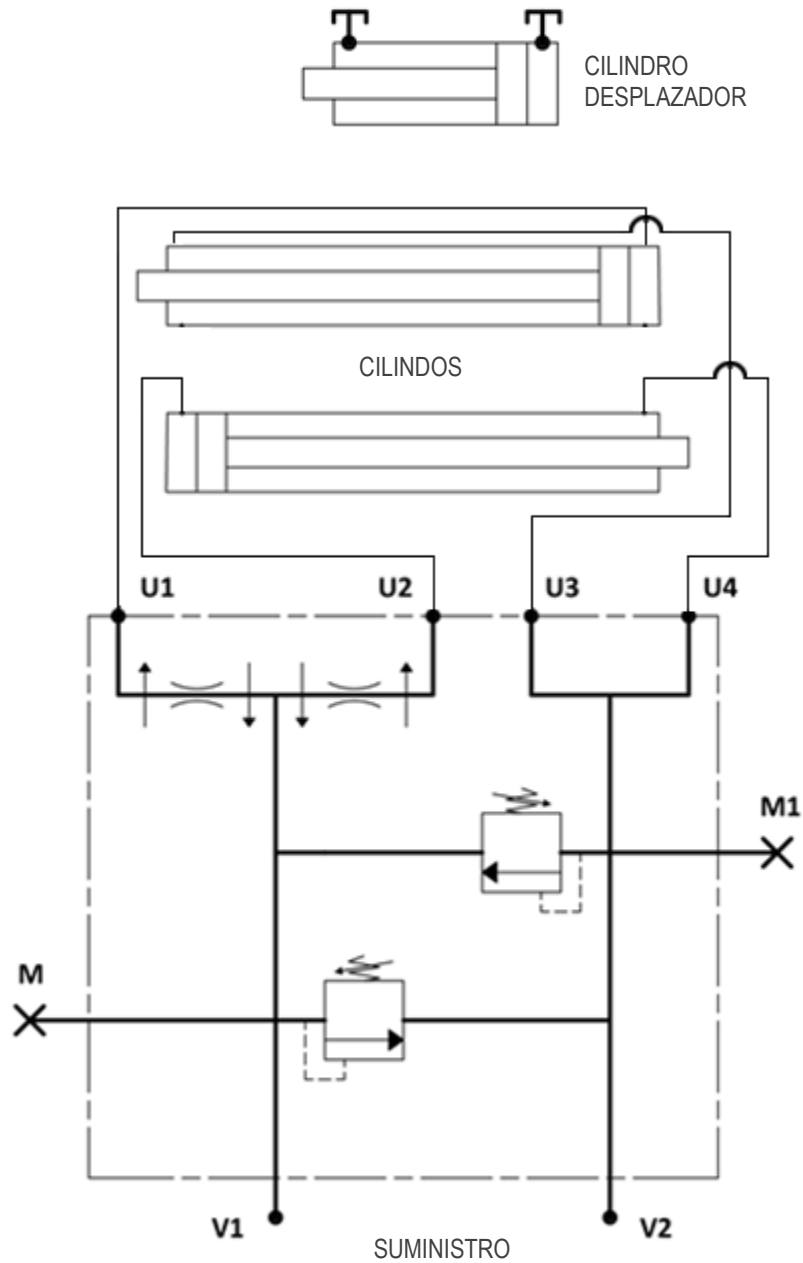 CILINDRO
DESPLAZADOR
CILINDOS
U1
U2
U3
U4
M1
M
V1
V2
SUMINISTRO